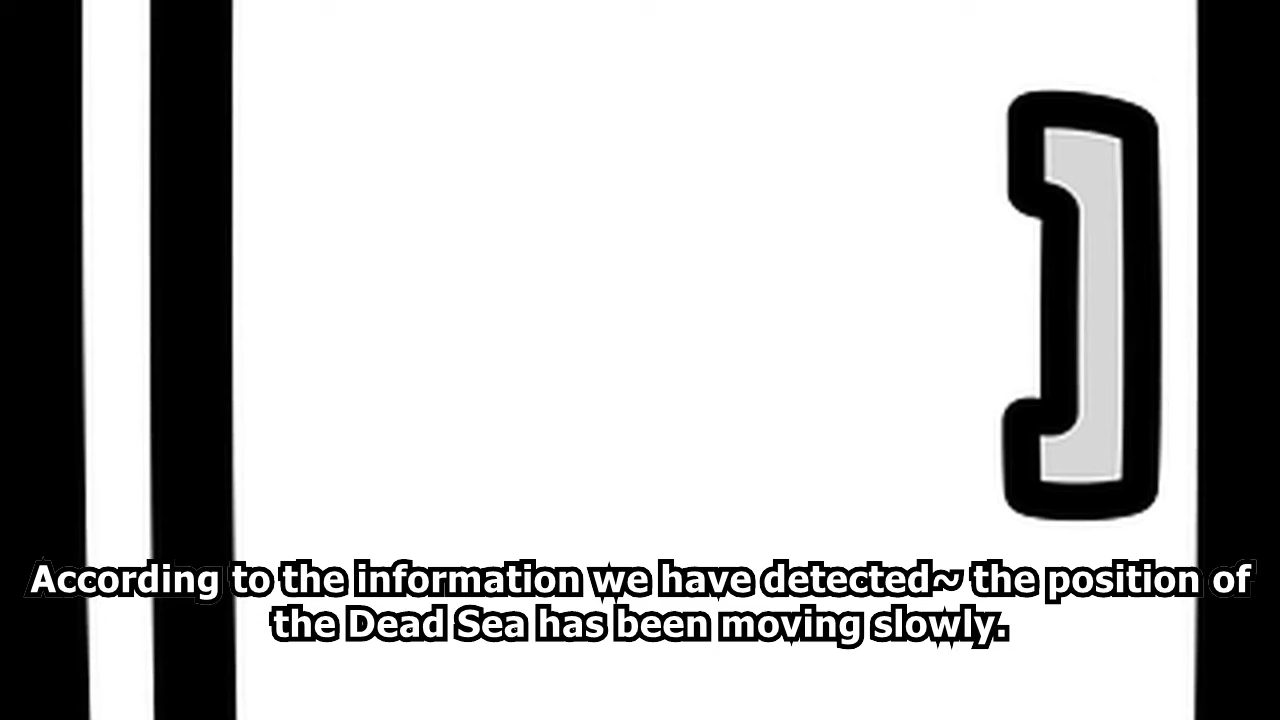 According to the information we have detected~ the position of
the Dead Sea has been moving slowly.